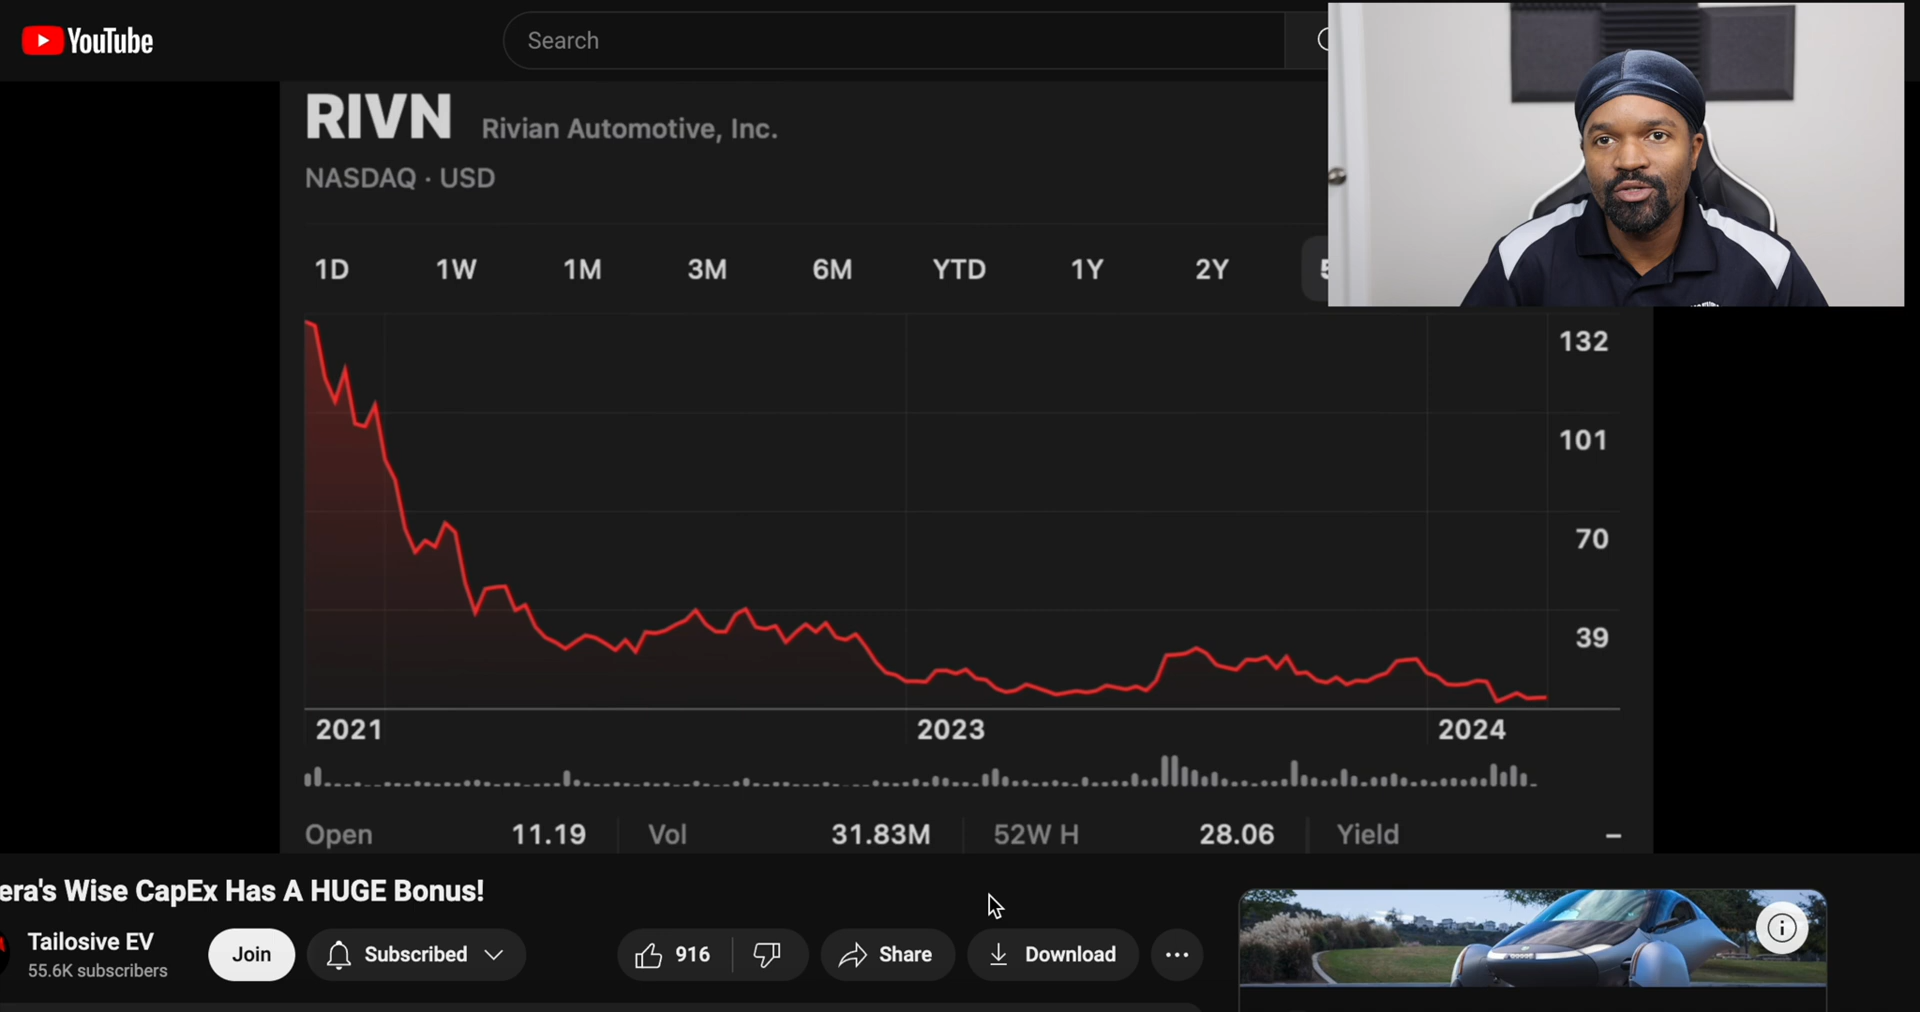 YouTube
Search
RIVN Rivian Automotive, Inc.
NASDAQ · USD
1D 1W 1M 3M 6M YTD 1Y 2Y
132
101
70
39
2021 2023 2024
Open 11.19 Vol 31.83M 52W H 28.06 Yield –
era's Wise CapEx Has A HUGE Bonus!
Tailosive EV
55.6K subscribers
Join
Subscribed
916
Share
Download